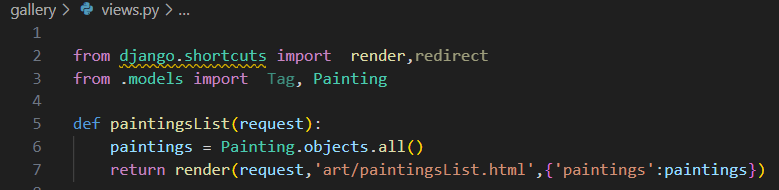 gallery > views.py > ...
1
2 from django.shortcuts import  render,redirect
3 from .models import  Tag, Painting
4
5 def paintingsList(request):
6     paintings = Painting.objects.all()
7     return render(request,'art/paintingsList.html',{'paintings':paintings})